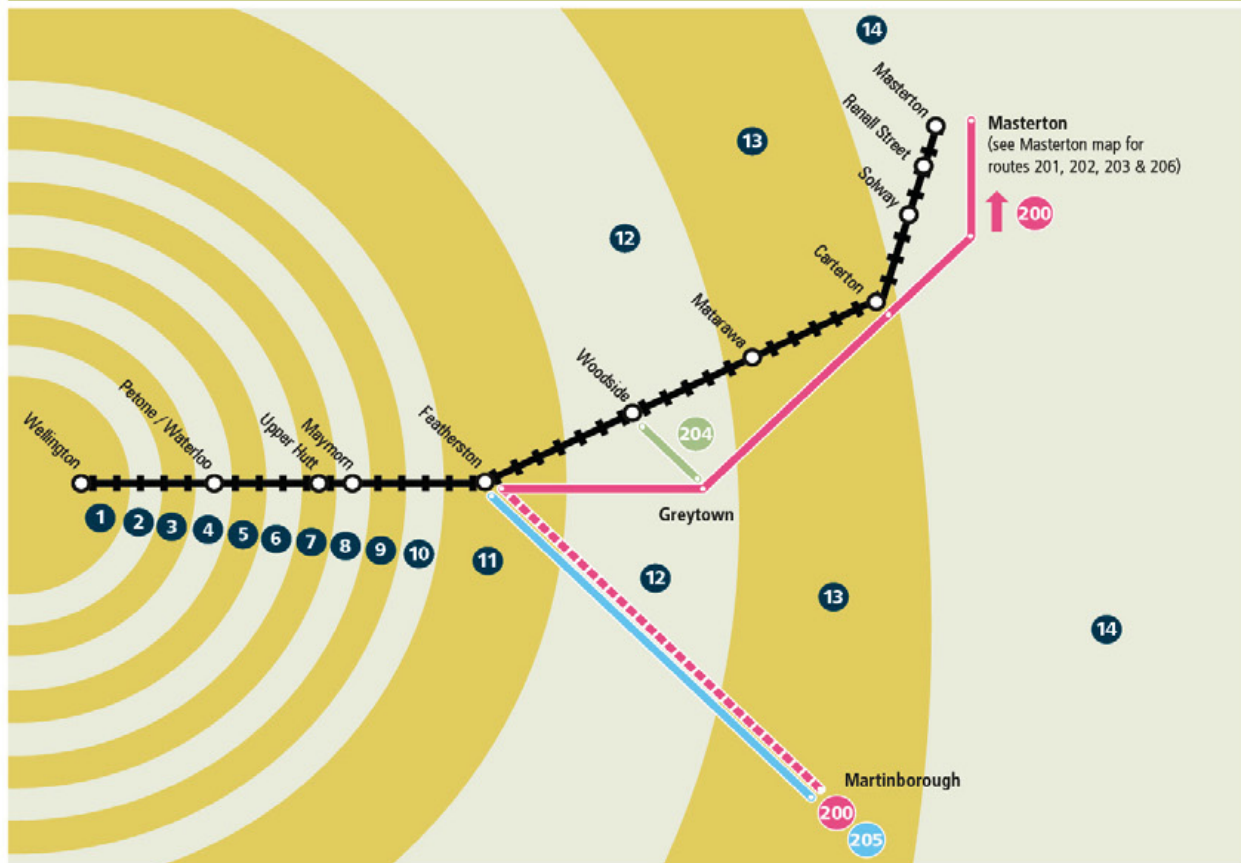 14
Masterton
Renall Street
Solway
Masterton
(see Masterton map for
routes 201, 202, 203 & 206)
13
200
12
Carterton
Matarawa
Woodside
Petone / Waterloo
Upper Hutt
Maymorn
Featherston
Wellington
204
Greytown
1
2
3
4
5
6
7
8
9
10
11
12
13
14
Martinborough
200
205